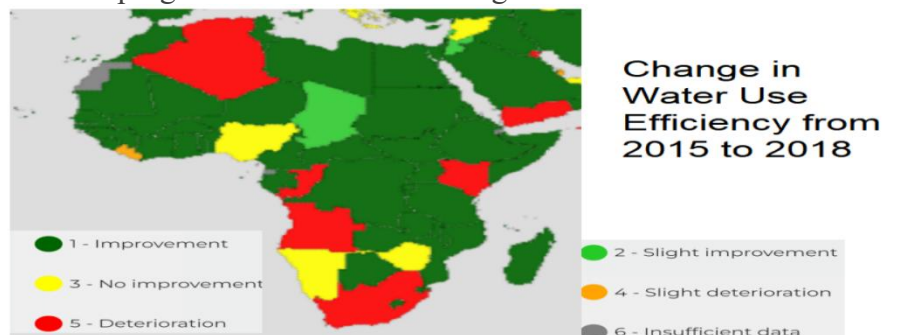 Change in
Water Use
Efficiency from
2015 to 2018
1 - Improvement
2 - Slight improvement
3 - No improvement
4 - Slight deterioration
5 - Deterioration
6 - Insufficient data